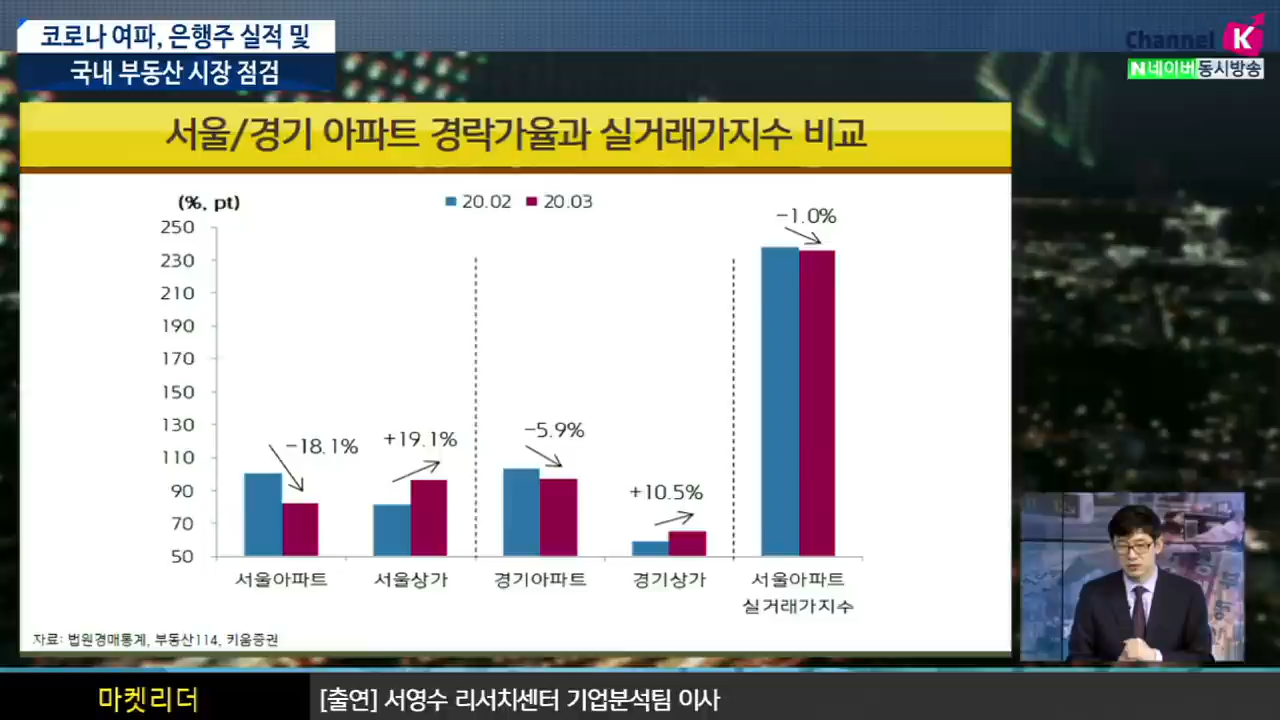 코로나 여파, 은행주 실적 및
국내 부동산 시장 점검
Channel K
N 네이버 동시방송
서울/경기 아파트 경락가율과 실거래가지수 비교
(%, pt)
20.02 20.03
250
230
210
190
170
150
130
110
90
70
50
-18.1%
+19.1%
-5.9%
+10.5%
-1.0%
서울아파트 서울상가 경기아파트 경기상가 서울아파트
실거래가지수
자료: 법원경매통계, 부동산114, 키움증권
마켓리더
[출연] 서영수 리서치센터 기업분석팀 이사